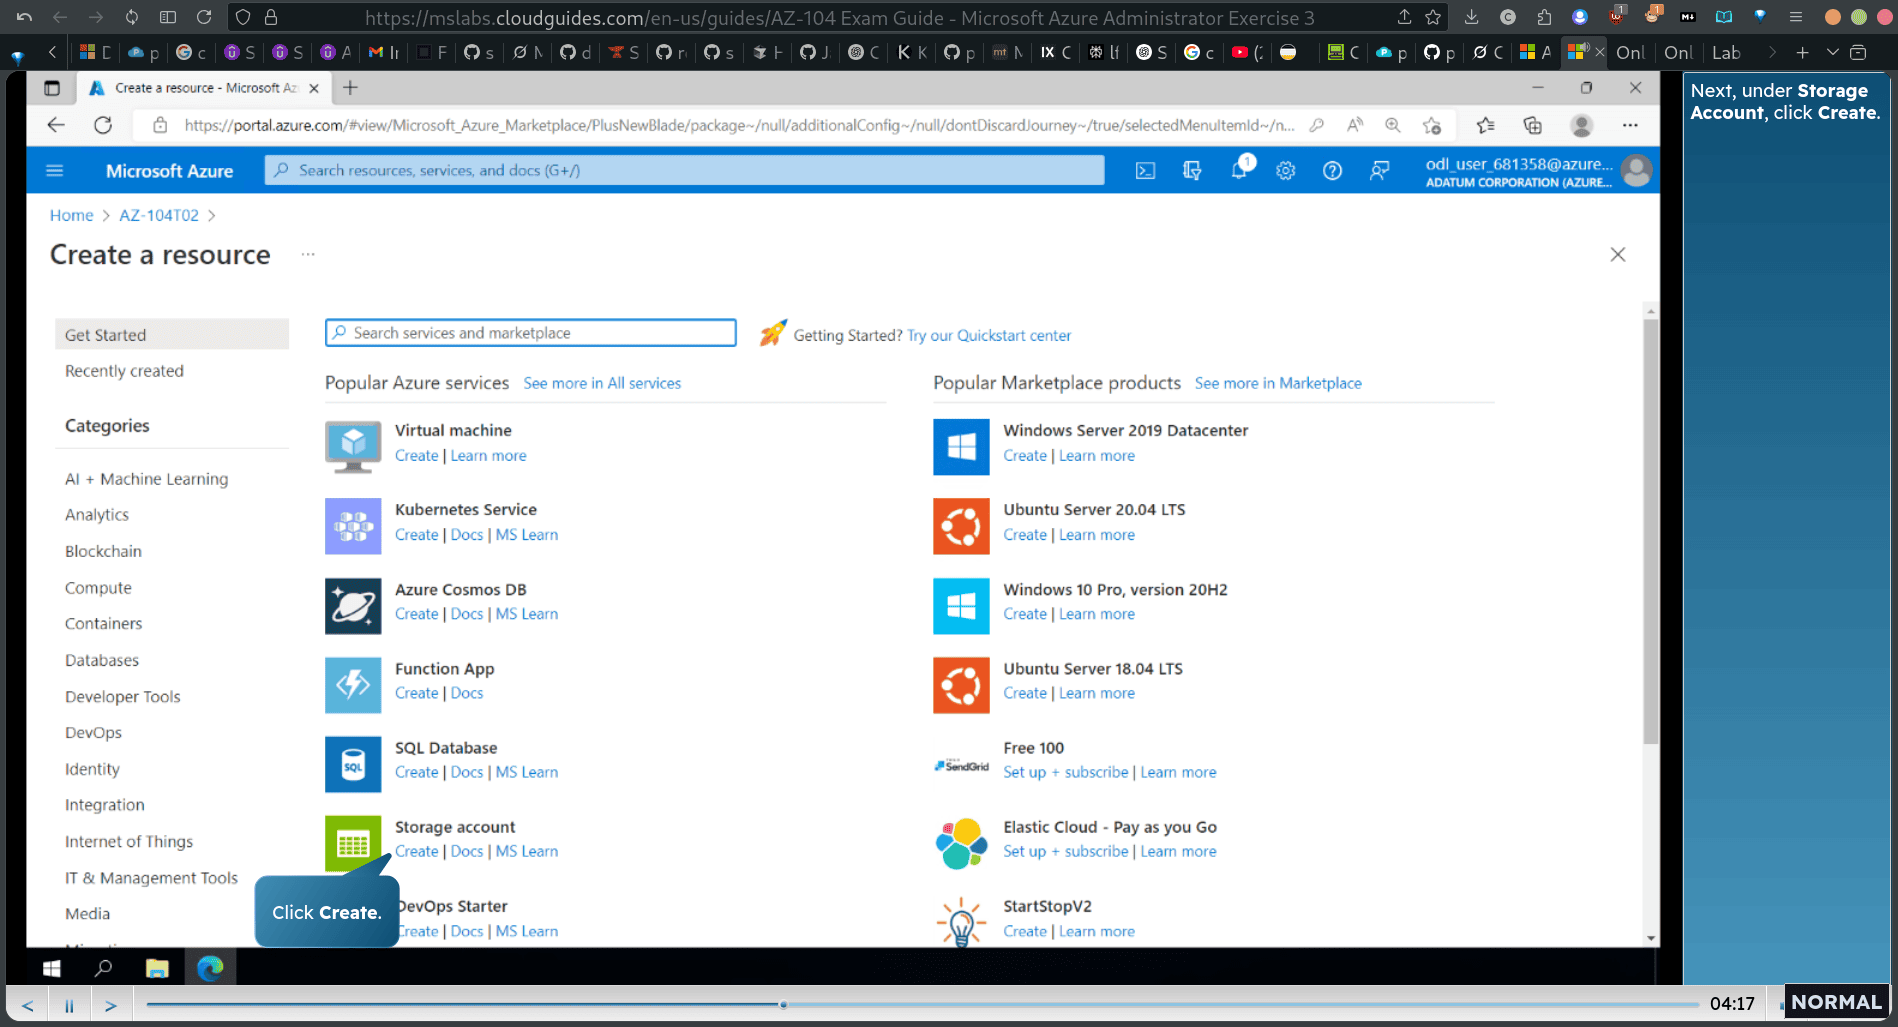 https://mslabs.cloudguides.com/en-us/guides/AZ-104 Exam Guide - Microsoft Azure Administrator Exercise 3
Onl
Onl
Lab
Create a resource - Microsoft Az
https://portal.azure.com/#view/Microsoft_Azure_Marketplace/PlusNewBlade/package~/null/additionalConfig~/null/dontDiscardJourney~/true/selectedMenuItemId~/n...
Microsoft Azure
Search resources, services, and docs (G+/)
1
odl_user_681358@azure...
ADATUM CORPORATION (AZURE...
Home > AZ-104T02 >
Create a resource ...
Get Started
Recently created
Categories
AI + Machine Learning
Analytics
Blockchain
Compute
Containers
Databases
Developer Tools
DevOps
Identity
Integration
Internet of Things
IT & Management Tools
Media
Search services and marketplace
Getting Started? Try our Quickstart center
Popular Azure services See more in All services
Virtual machine
Create | Learn more
Kubernetes Service
Create | Docs | MS Learn
Azure Cosmos DB
Create | Docs | MS Learn
Function App
Create | Docs
SQL Database
Create | Docs | MS Learn
SQL
Storage account
Create | Docs | MS Learn
DevOps Starter
Create | Docs | MS Learn
Click Create.
Popular Marketplace products See more in Marketplace
Windows Server 2019 Datacenter
Create | Learn more
Ubuntu Server 20.04 LTS
Create | Learn more
Windows 10 Pro, version 20H2
Create | Learn more
Ubuntu Server 18.04 LTS
Create | Learn more
SendGrid
Free 100
Set up + subscribe | Learn more
Elastic Cloud - Pay as you Go
Set up + subscribe | Learn more
StartStopV2
Create | Learn more
Next, under Storage
Account, click Create.
04:17
NORMAL